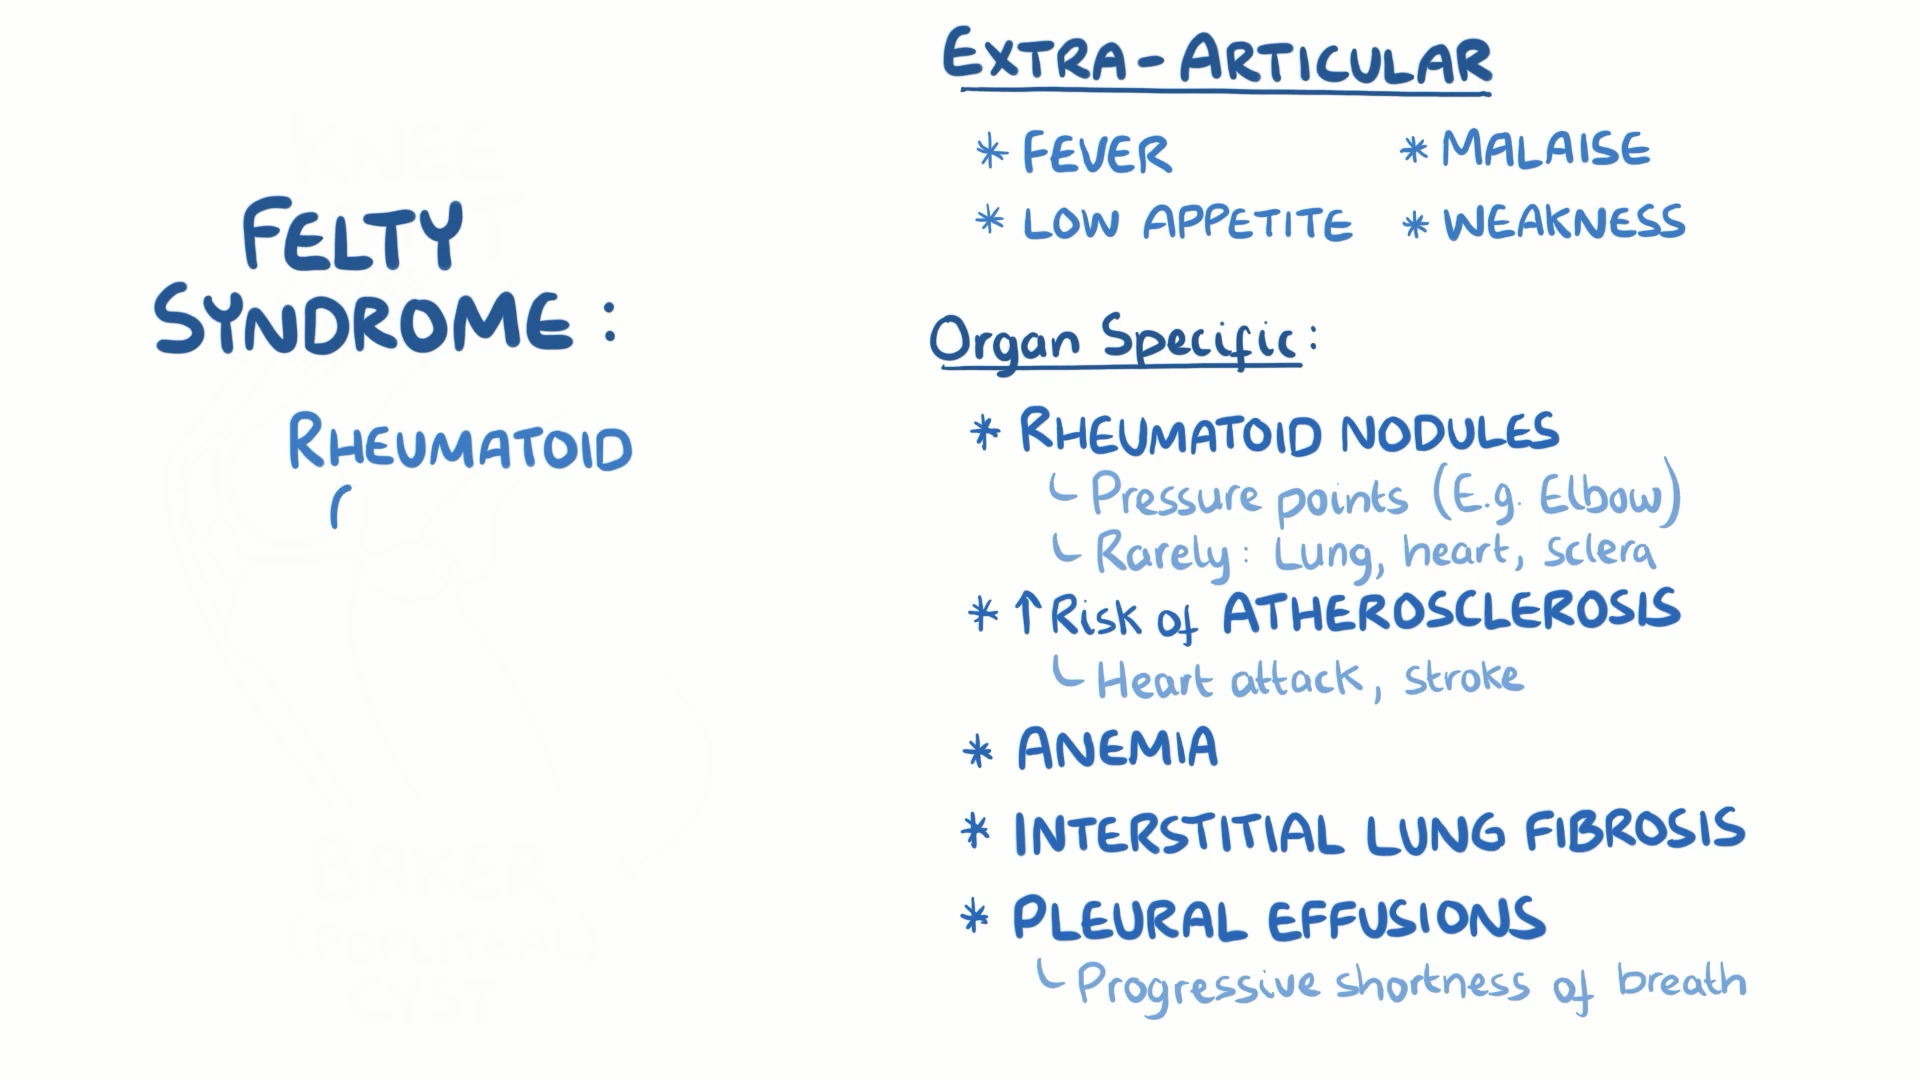 FELTY
SYNDROME :
RHEUMATOID
EXTRA-ARTICULAR
* FEVER * MALAISE
* LOW APPETITE * WEAKNESS
Organ Specific:
* RHEUMATOID NODULES
Pressure points (E.g. Elbow)
Rarely: Lung, heart, sclera
* ↑ Risk of ATHEROSCLEROSIS
Heart attack, stroke
* ANEMIA
* INTERSTITIAL LUNG FIBROSIS
* PLEURAL EFFUSIONS
Progressive shortness of breath